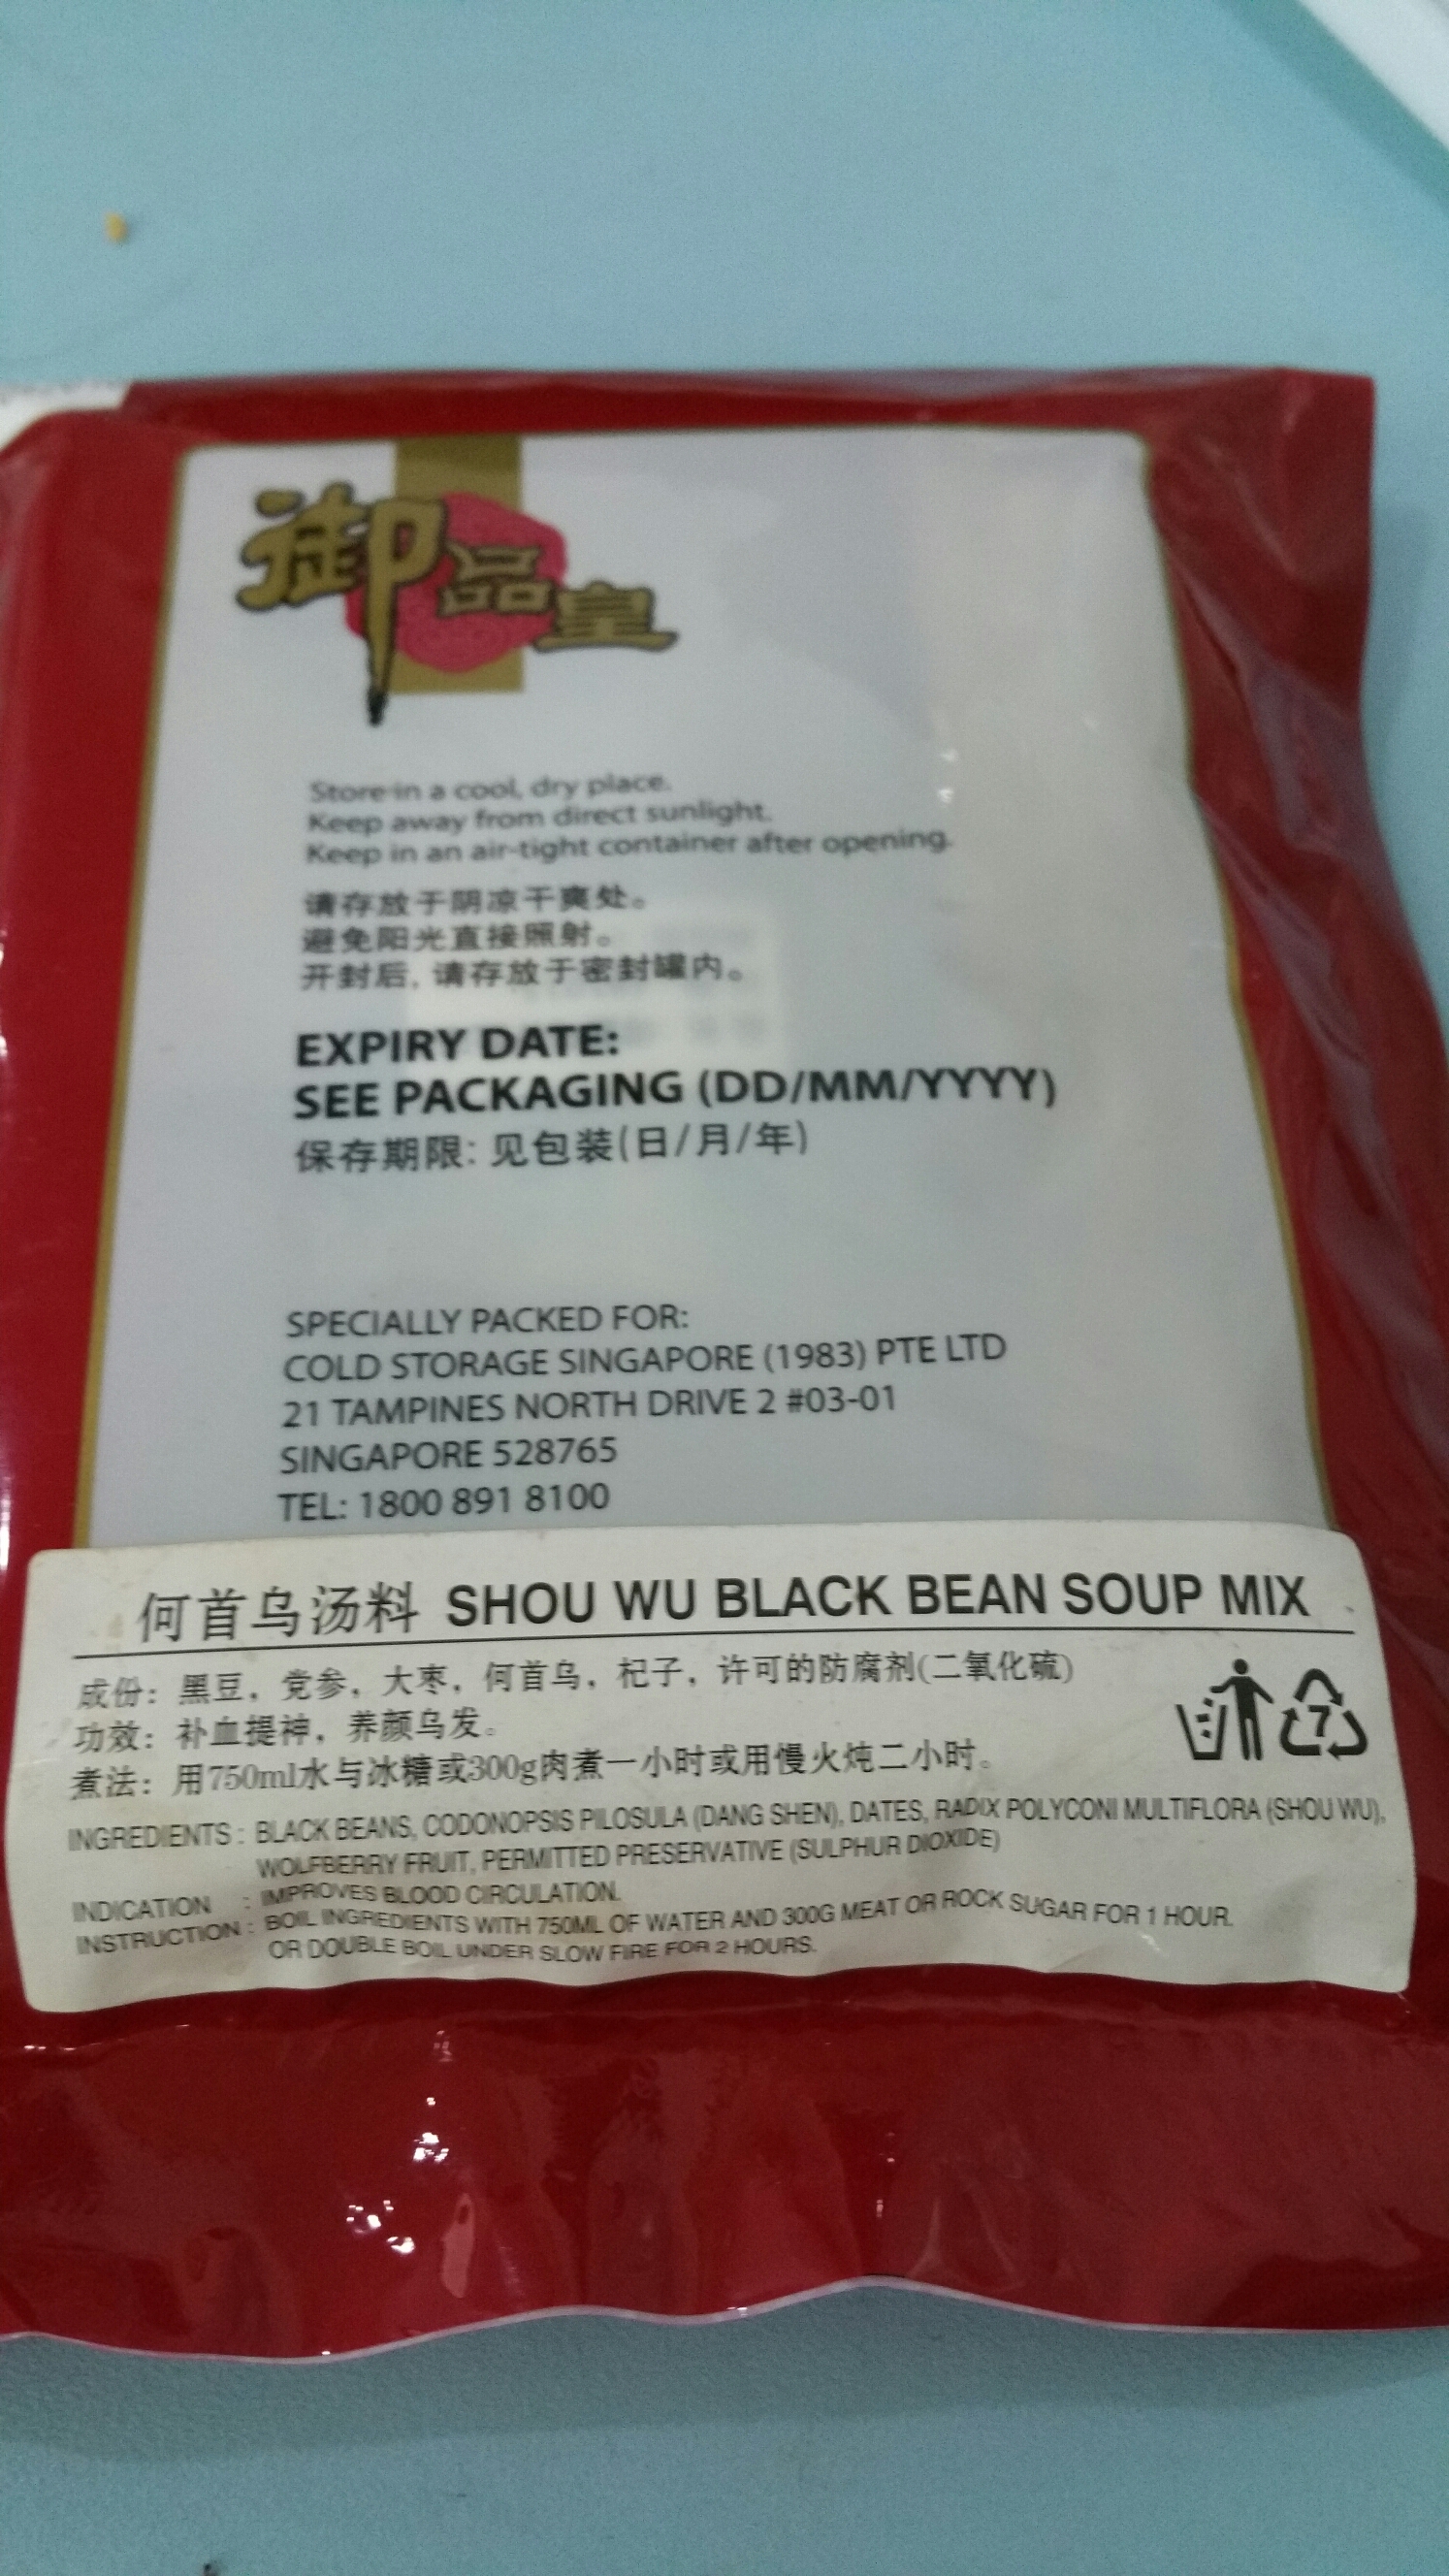 御品皇
Store in a cool, dry place.
Keep away from direct sunlight.
Keep in an air-tight container after opening.
请存放于阴凉干爽处。
避免阳光直接照射。
开封后, 请存放于密封罐内。
EXPIRY DATE:
SEE PACKAGING (DD/MM/YYYY)
保存期限: 见包装(日/月/年)
SPECIALLY PACKED FOR:
COLD STORAGE SINGAPORE (1983) PTE LTD
21 TAMPINES NORTH DRIVE 2 #03-01
SINGAPORE 528765
TEL: 1800 891 8100
何首乌汤料 SHOU WU BLACK BEAN SOUP MIX
成份: 黑豆, 党参, 大枣, 何首乌, 杞子, 许可的防腐剂(二氧化硫)
功效: 补血提神, 养颜乌发。
煮法: 用750ml水与冰糖或300g肉煮一小时或用慢火炖二小时。
7
INGREDIENTS : BLACK BEANS, CODONOPSIS PILOSULA (DANG SHEN), DATES, RADIX POLYCONI MULTIFLORA (SHOU WU),
WOLFBERRY FRUIT, PERMITTED PRESERVATIVE (SULPHUR DIOXIDE)
INDICATION : IMPROVES BLOOD CIRCULATION.
INSTRUCTION : BOIL INGREDIENTS WITH 750ML OF WATER AND 300G MEAT OR ROCK SUGAR FOR 1 HOUR.
OR DOUBLE BOIL UNDER SLOW FIRE FOR 2 HOURS.